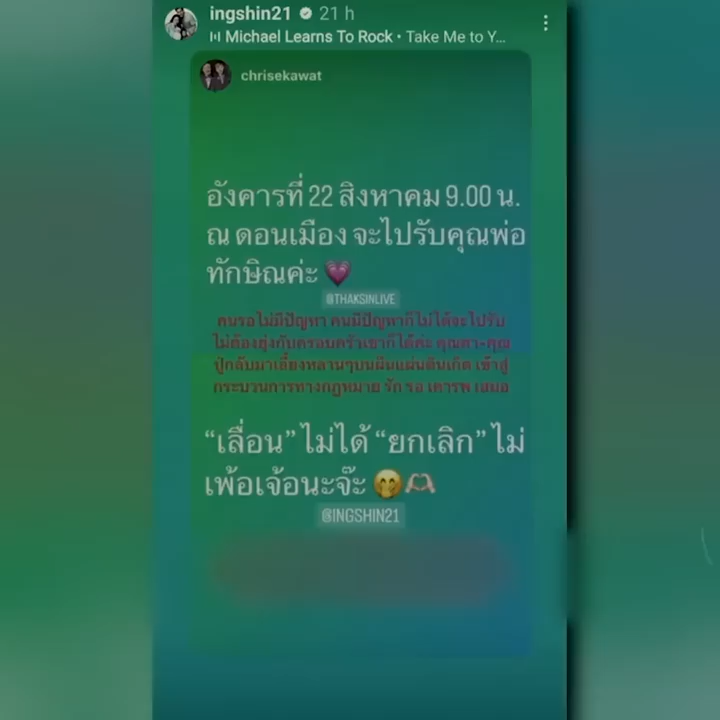 ingshin21 21 h
Michael Learns To Rock • Take Me to Y...
chrisekawat
อังคารที่ 22 สิงหาคม 9.00 น.
ณ ดอนเมือง จะไปรับคุณพ่อ
ทักษิณค่ะ 💗
@THAKSINLIVE
คนรอไม่มีปัญหา คนมีปัญหาก็ไม่ได้จะไปรับ
ไม่ต้องยุ่งกับครอบครัวเธอก็ได้ค่ะ คุณตา-คุณ
ปู่กลับมาเลี้ยงหลานๆบนผืนแผ่นดินเกิด เข้าสู่
กระบวนการทางกฎหมาย รัก รอ เคารพ เสมอ
“เลื่อน” ไม่ได้ “ยกเลิก” ไม่
เพ้อเจ้อนะจ๊ะ 🤭🫶🏻
@INGSHIN21